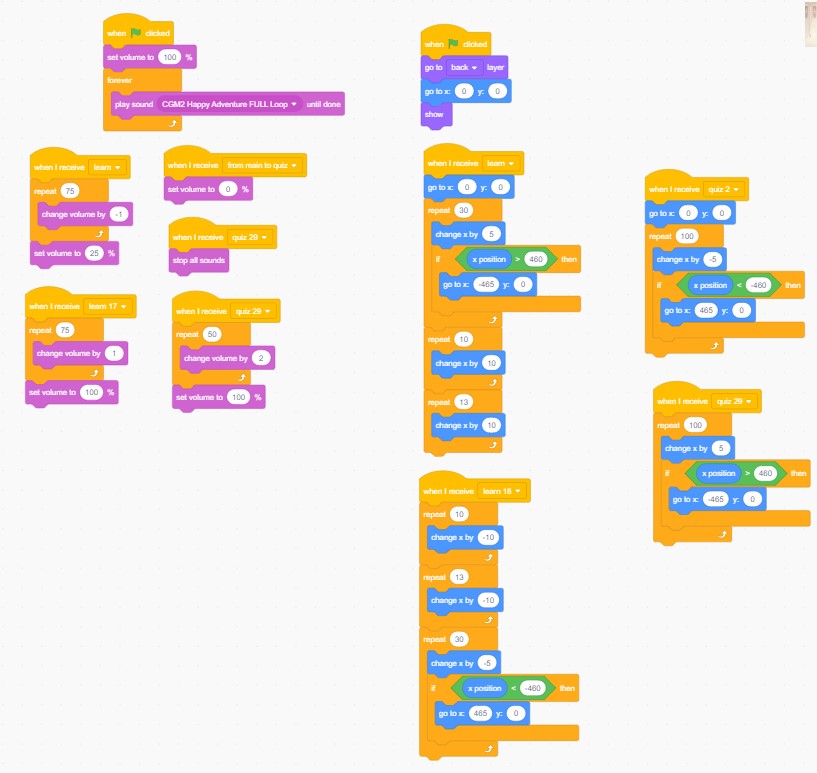 when clicked
set volume to 100 %
forever
play sound CGM2 Happy Adventure FULL Loop until done
when I receive learn
repeat 75
change volume by -1
set volume to 25 %
when I receive from main to quiz
set volume to 0 %
when I receive quiz 28
stop all sounds
when I receive learn 17
repeat 75
change volume by 1
set volume to 100 %
when I receive quiz 29
repeat 50
change volume by 2
set volume to 100 %
when clicked
go to back layer
go to x: 0 y: 0
show
when I receive learn
go to x: 0 y: 0
repeat 30
change x by 5
if x position > 460 then
go to x: -465 y: 0
repeat 10
change x by 10
repeat 13
change x by 10
when I receive learn 18
repeat 10
change x by -10
repeat 13
change x by -10
repeat 30
change x by -5
if x position < -460 then
go to x: 465 y: 0
when I receive quiz 2
go to x: 0 y: 0
repeat 100
change x by -5
if x position < -460 then
go to x: 465 y: 0
when I receive quiz 29
repeat 100
change x by 5
if x position > 460 then
go to x: -465 y: 0